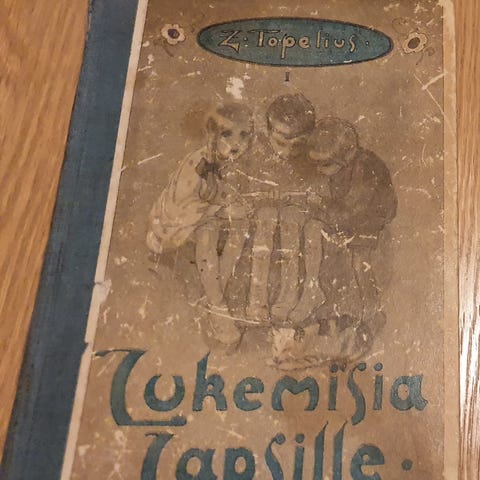 Z. Topelius.
I
Lukemisia
Lapsille.